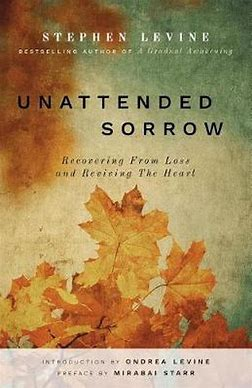 STEPHEN LEVINE
BESTSELLING AUTHOR OF A Gradual Awakening
UNATTENDED
SORROW
Recovering From Loss
and Reviving The Heart
INTRODUCTION BY ONDREA LEVINE
PREFACE BY MIRABAI STARR